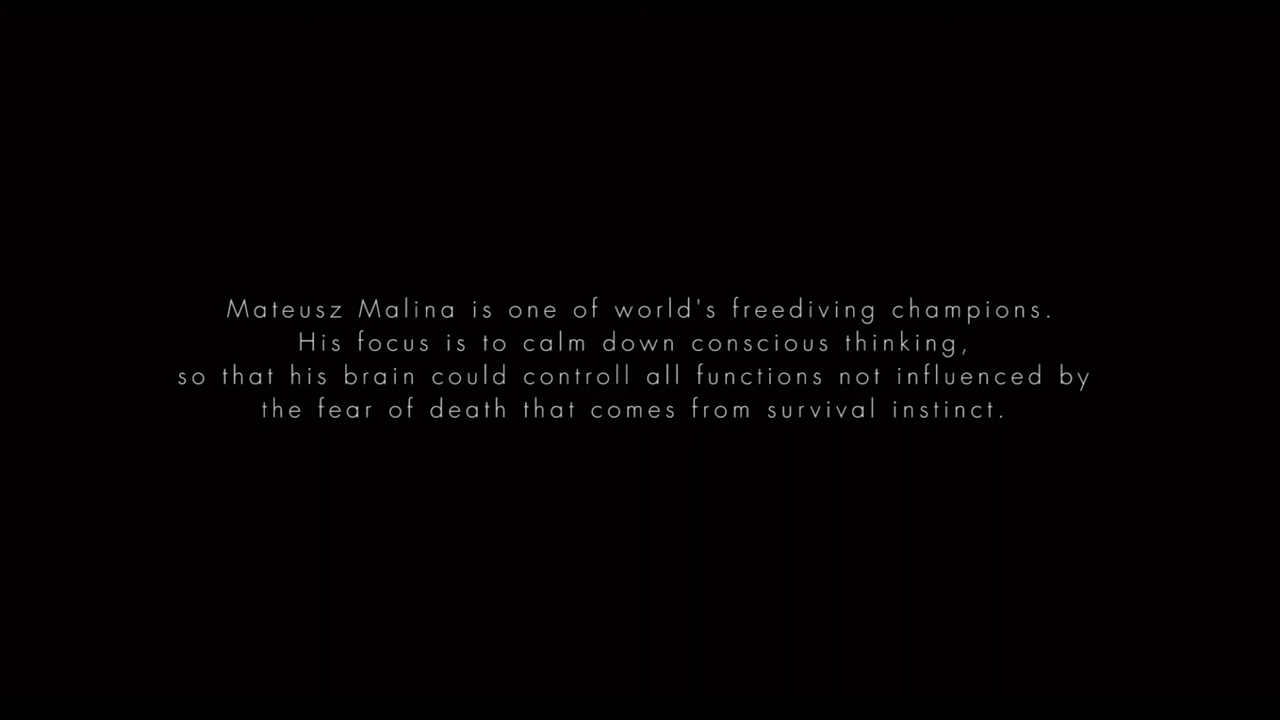 Mateusz Malina is one of world's freediving champions.
His focus is to calm down conscious thinking,
so that his brain could controll all functions not influenced by
the fear of death that comes from survival instinct.